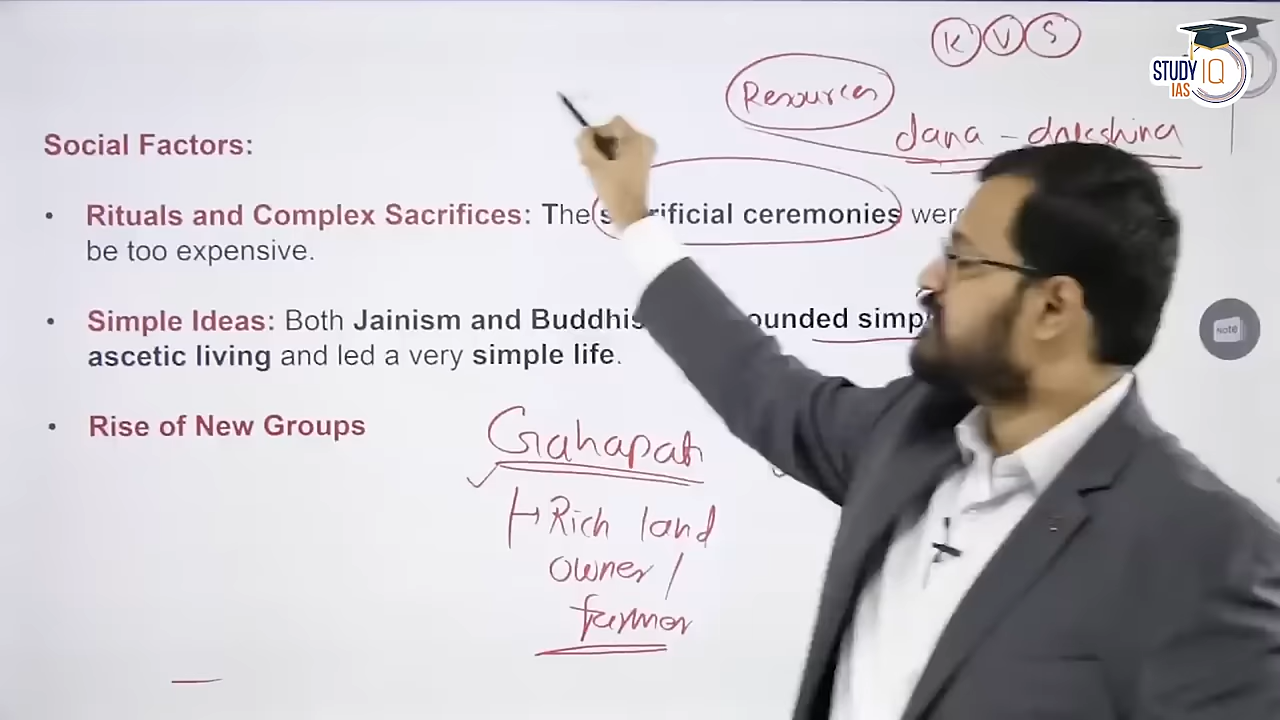 K V S
STUDY IQ
IAS
Resources
dana - dakshina
Social Factors:
• Rituals and Complex Sacrifices: The sacrificial ceremonies were
be too expensive.
• Simple Ideas: Both Jainism and Buddhis ounded simp
ascetic living and led a very simple life.
Note
• Rise of New Groups
Gahapati
Rich land
owner /
farmer